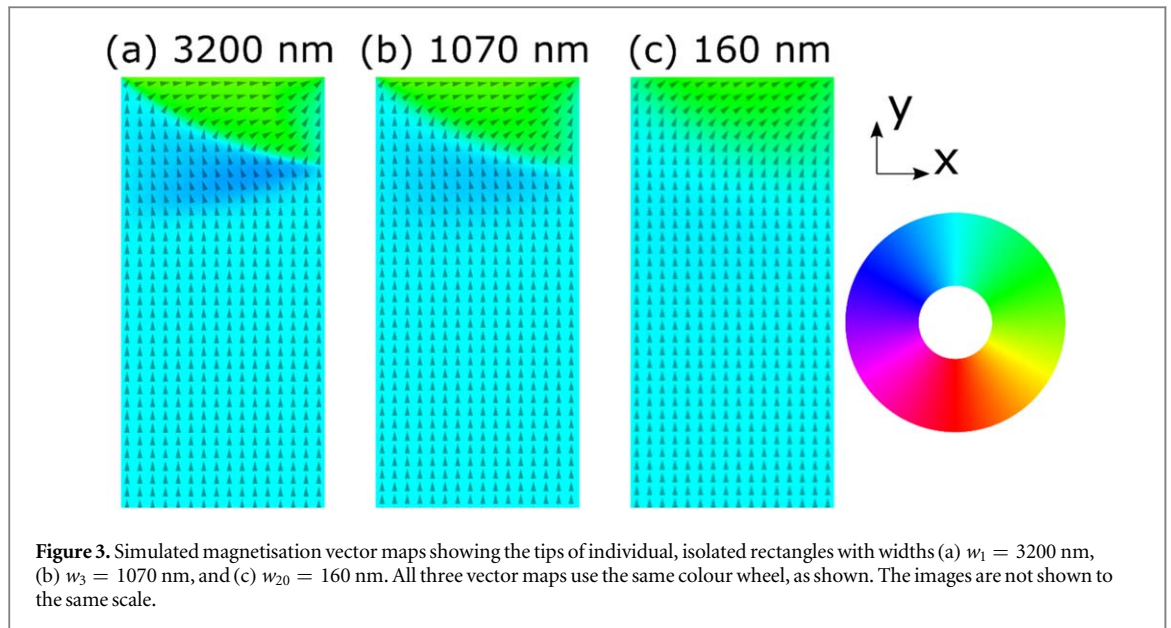 (a) 3200 nm (b) 1070 nm (c) 160 nm
y
x
Figure 3. Simulated magnetisation vector maps showing the tips of individual, isolated rectangles with widths (a) w₁ = 3200 nm,
(b) w₃ = 1070 nm, and (c) w₂₀ = 160 nm. All three vector maps use the same colour wheel, as shown. The images are not shown to
the same scale.